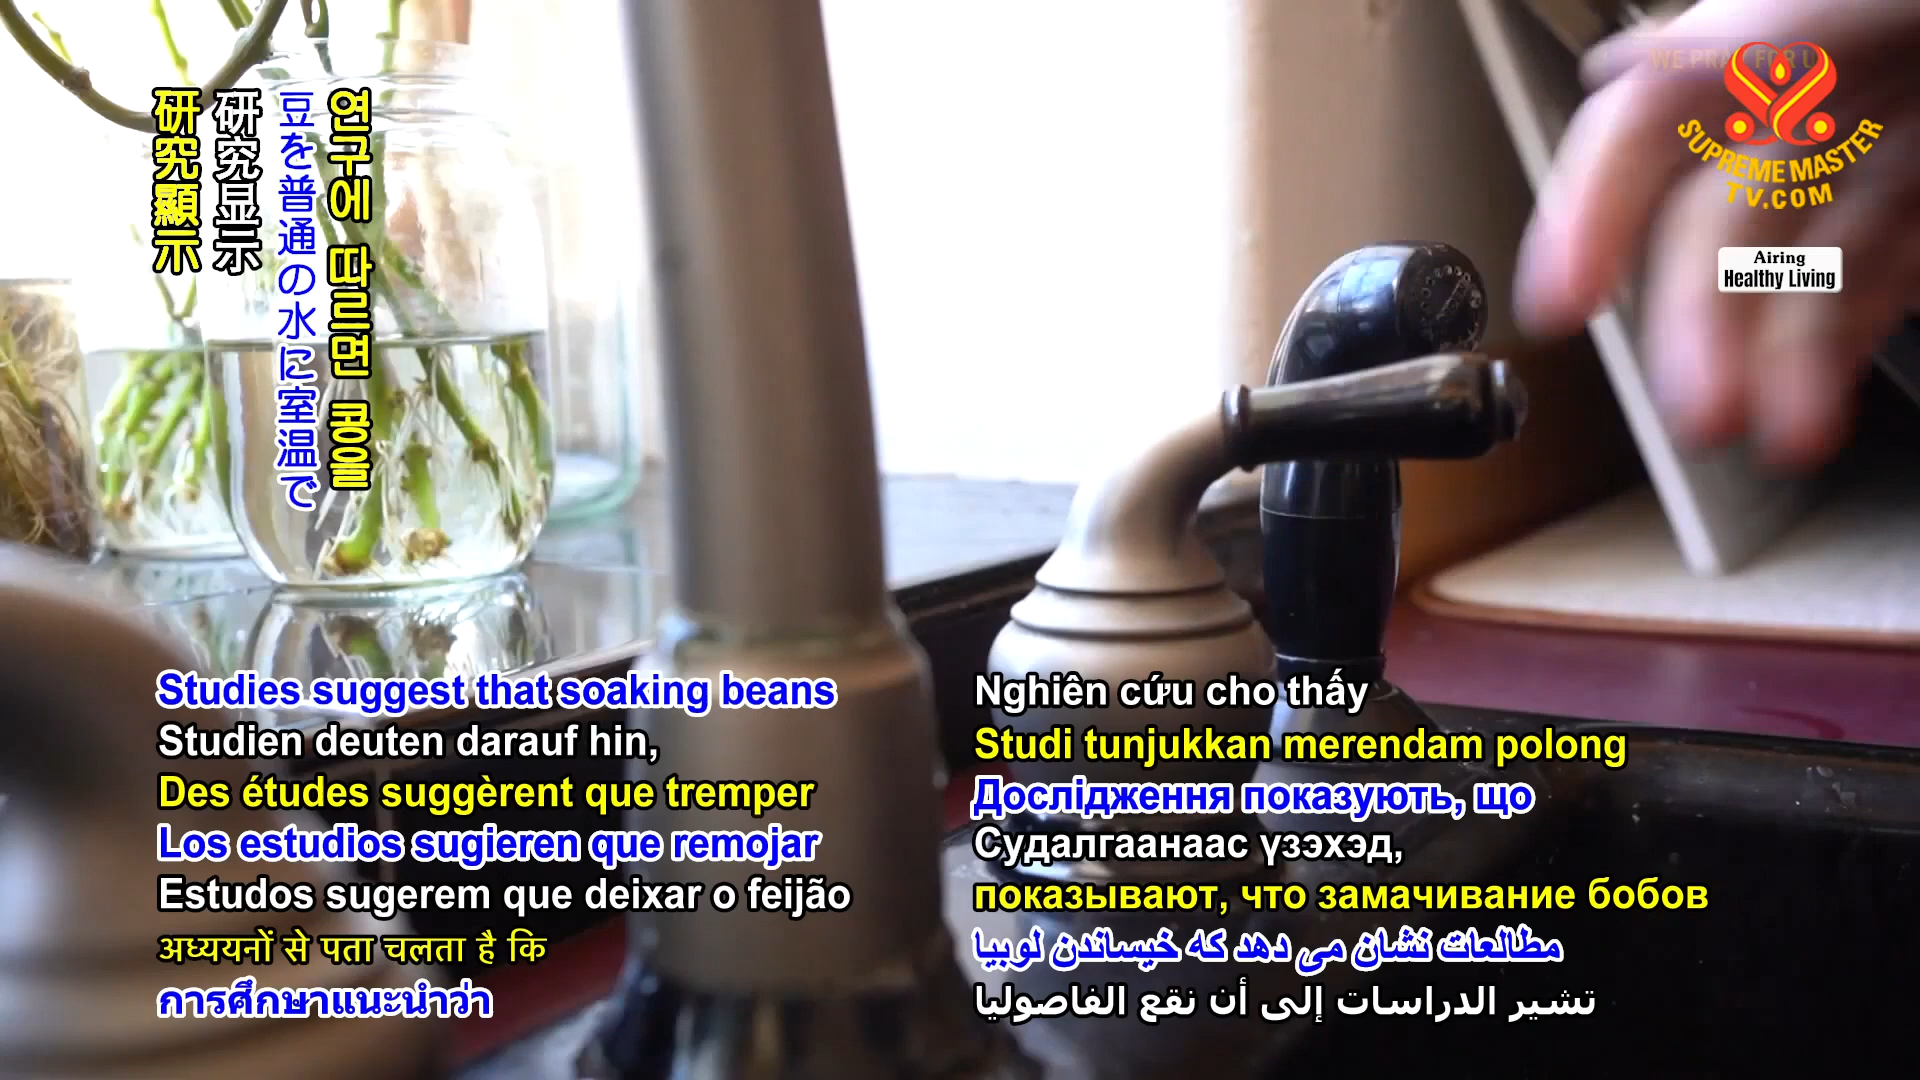 WE PRAY FOR U
SUPREME MASTER
TV.COM
Airing
Healthy Living
研究顯示
研究显示
豆を普通の水に室温で
연구에 따르면 콩을
Studies suggest that soaking beans
Studien deuten darauf hin,
Des études suggèrent que tremper
Los estudios sugieren que remojar
Estudos sugerem que deixar o feijão
अध्ययनों से पता चलता है कि
การศึกษาแนะนำว่า
Nghiên cứu cho thấy
Studi tunjukkan merendam polong
Дослідження показують, що
Судалгаанаас үзэхэд,
показывают, что замачивание бобов
مطالعات نشان می دهد که خیساندن لوبیا
تشير الدراسات إلى أن نقع الفاصوليا